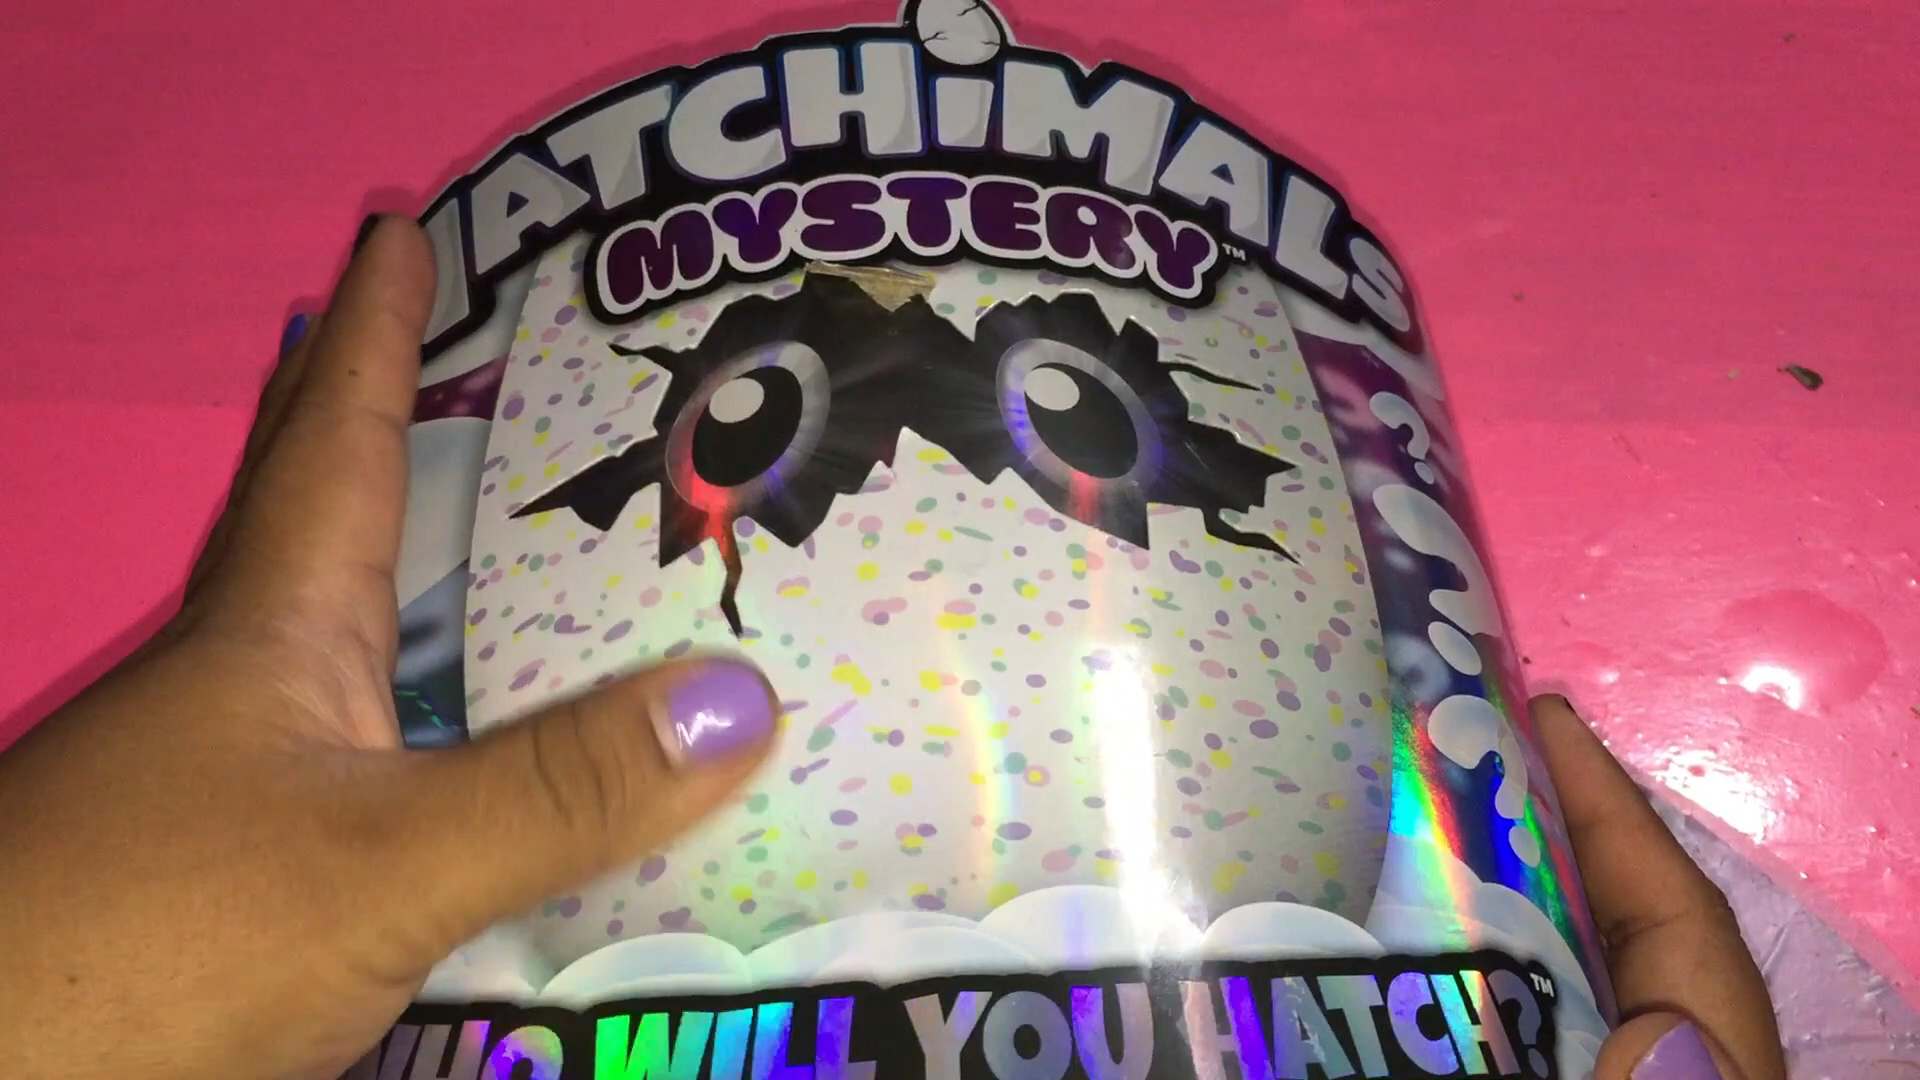 HATCHiMALS
MYSTERY™
? ? ?
WHO WILL YOU HATCH?™